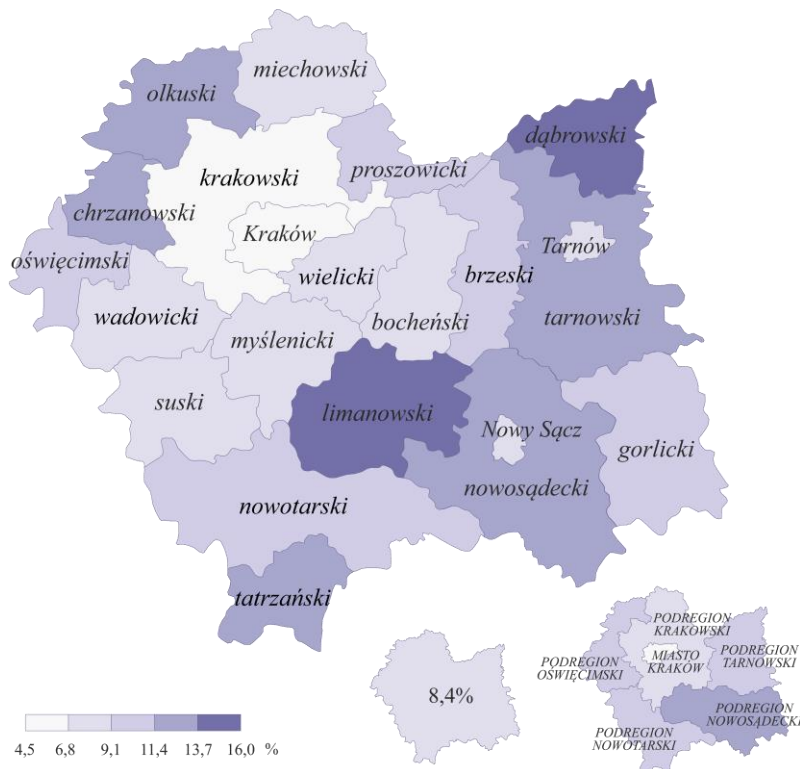 miechowski
olkuski
dąbrowski
krakowski
proszowicki
chrzanowski
Kraków
Tarnów
oświęcimski
wielicki
brzeski
wadowicki
bocheński
tarnowski
myślenicki
suski
limanowski
Nowy Sącz
gorlicki
nowosądecki
nowotarski
tatrzański
8,4%
PODREGION
KRAKOWSKI
PODREGION
OŚWIĘCIMSKI
MIASTO
KRAKÓW
PODREGION
TARNOWSKI
PODREGION
NOWOSĄDECKI
PODREGION
NOWOTARSKI
4,5 6,8 9,1 11,4 13,7 16,0 %